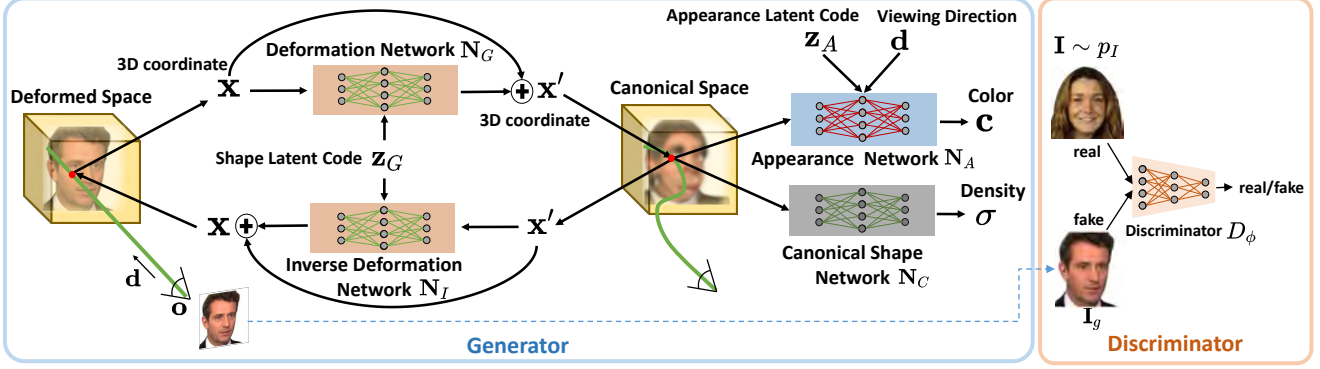 Deformation Network N_G
3D coordinate
x
x′
3D coordinate
Deformed Space
Shape Latent Code z_G
x
x′
Inverse Deformation
Network N_I
d
o
Canonical Space
Appearance Latent Code
z_A
Viewing Direction
d
Color
c
Appearance Network N_A
Density
σ
Canonical Shape
Network N_C
Generator
I ∼ p_I
real
fake
real/fake
Discriminator D_ϕ
I_g
Discriminator